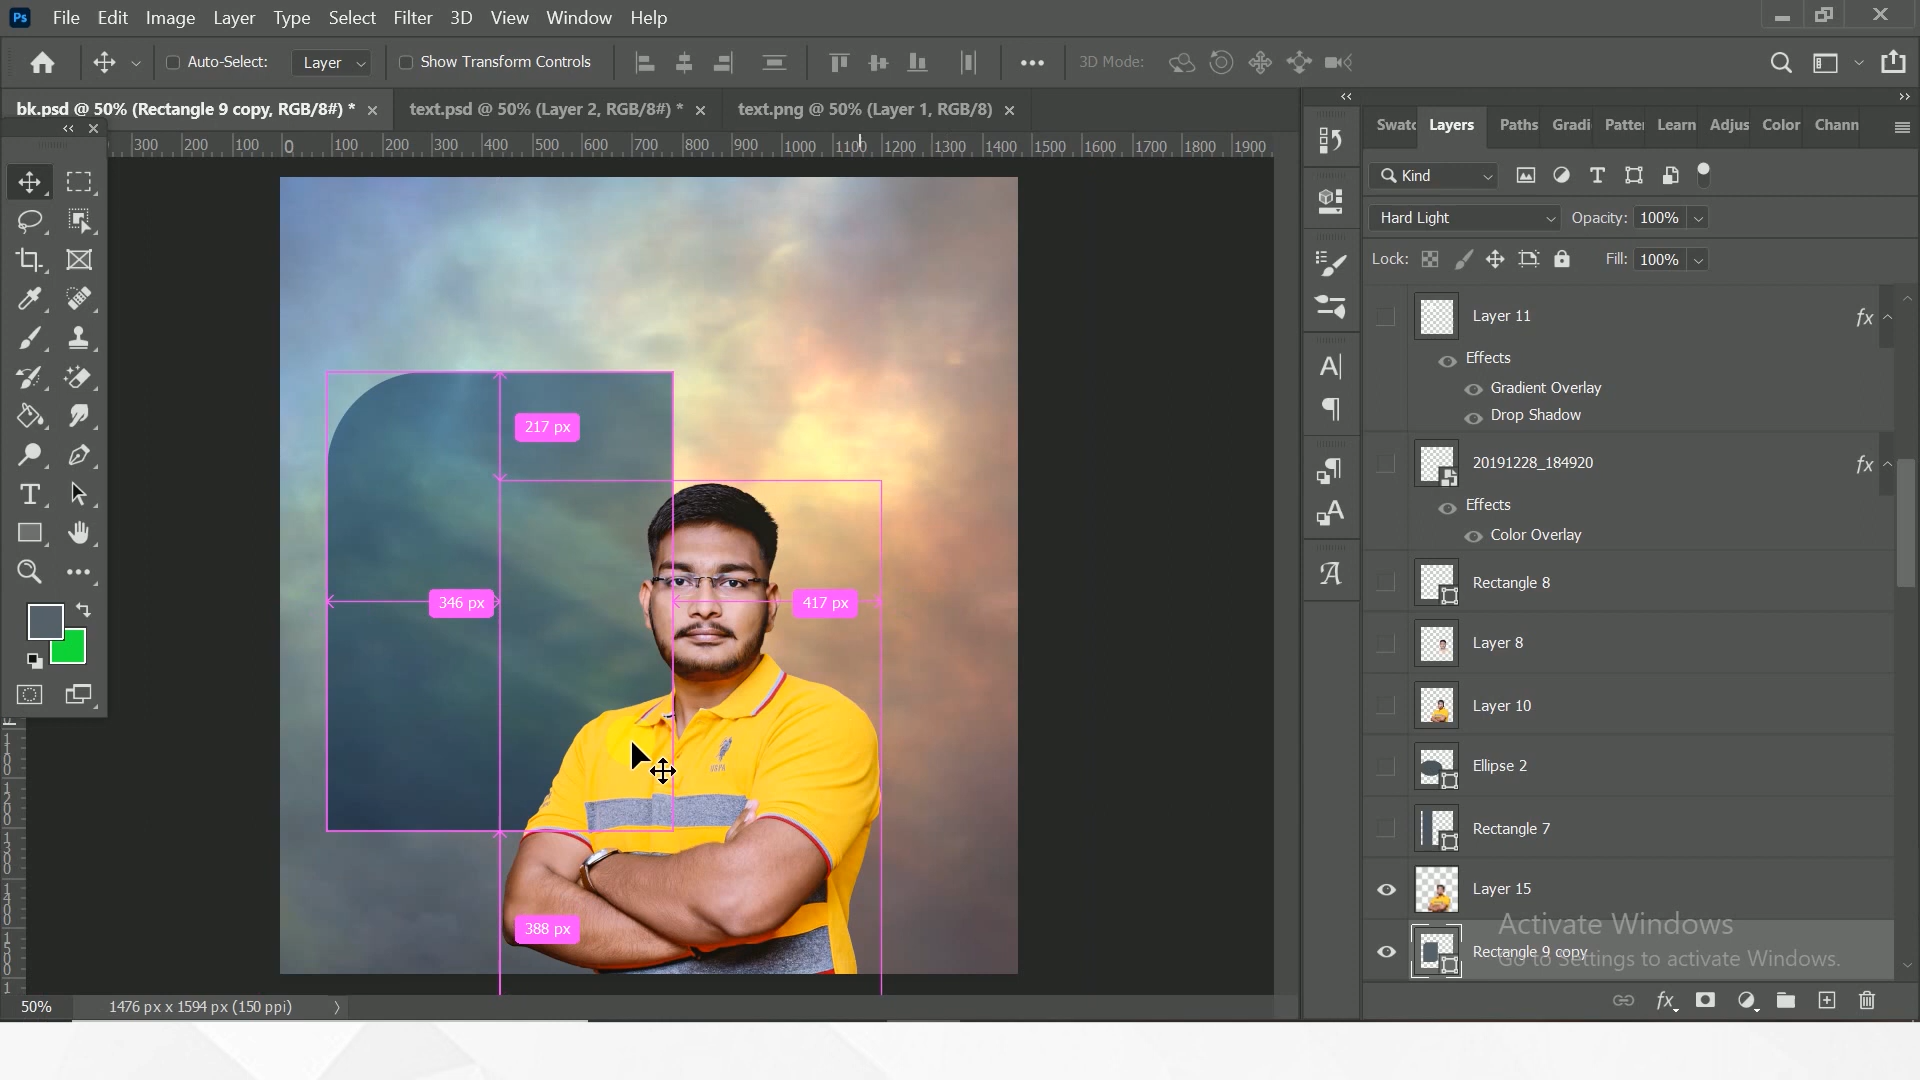 Ps File Edit Image Layer Type Select Filter 3D View Window Help
Auto-Select: Layer Show Transform Controls 3D Mode:
bk.psd @ 50% (Rectangle 9 copy, RGB/8#) * text.psd @ 50% (Layer 2, RGB/8#) * text.png @ 50% (Layer 1, RGB/8)
300 200 100 0 100 200 300 400 500 600 700 800 900 1000 1100 1200 1300 1400 1500 1600 1700 1800 1900
Swatc Layers Paths Gradi Patter Learn Adjus Color Chann
Kind
Hard Light Opacity: 100%
Lock: Fill: 100%
Layer 11 fx
Effects
Gradient Overlay
Drop Shadow
20191228_184920 fx
Effects
Color Overlay
Rectangle 8
Layer 8
Layer 10
Ellipse 2
Rectangle 7
Layer 15
Rectangle 9 copy
Activate Windows
Go to Settings to activate Windows.
217 px
346 px
417 px
388 px
50% 1476 px x 1594 px (150 ppi)